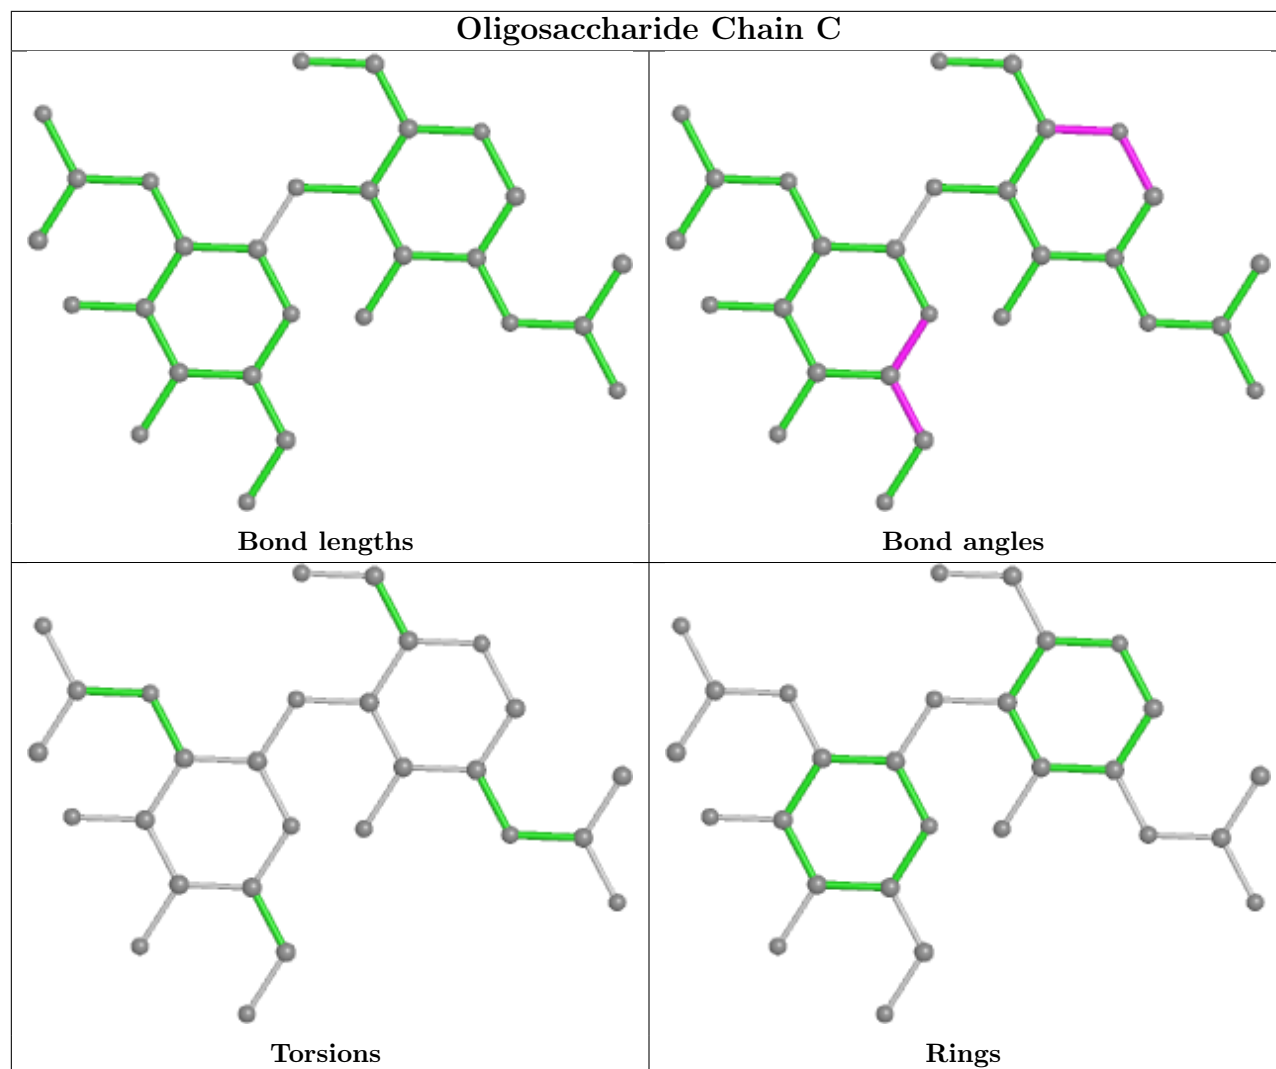 Oligosaccharide Chain C
Bond lengths
Bond angles
Torsions
Rings